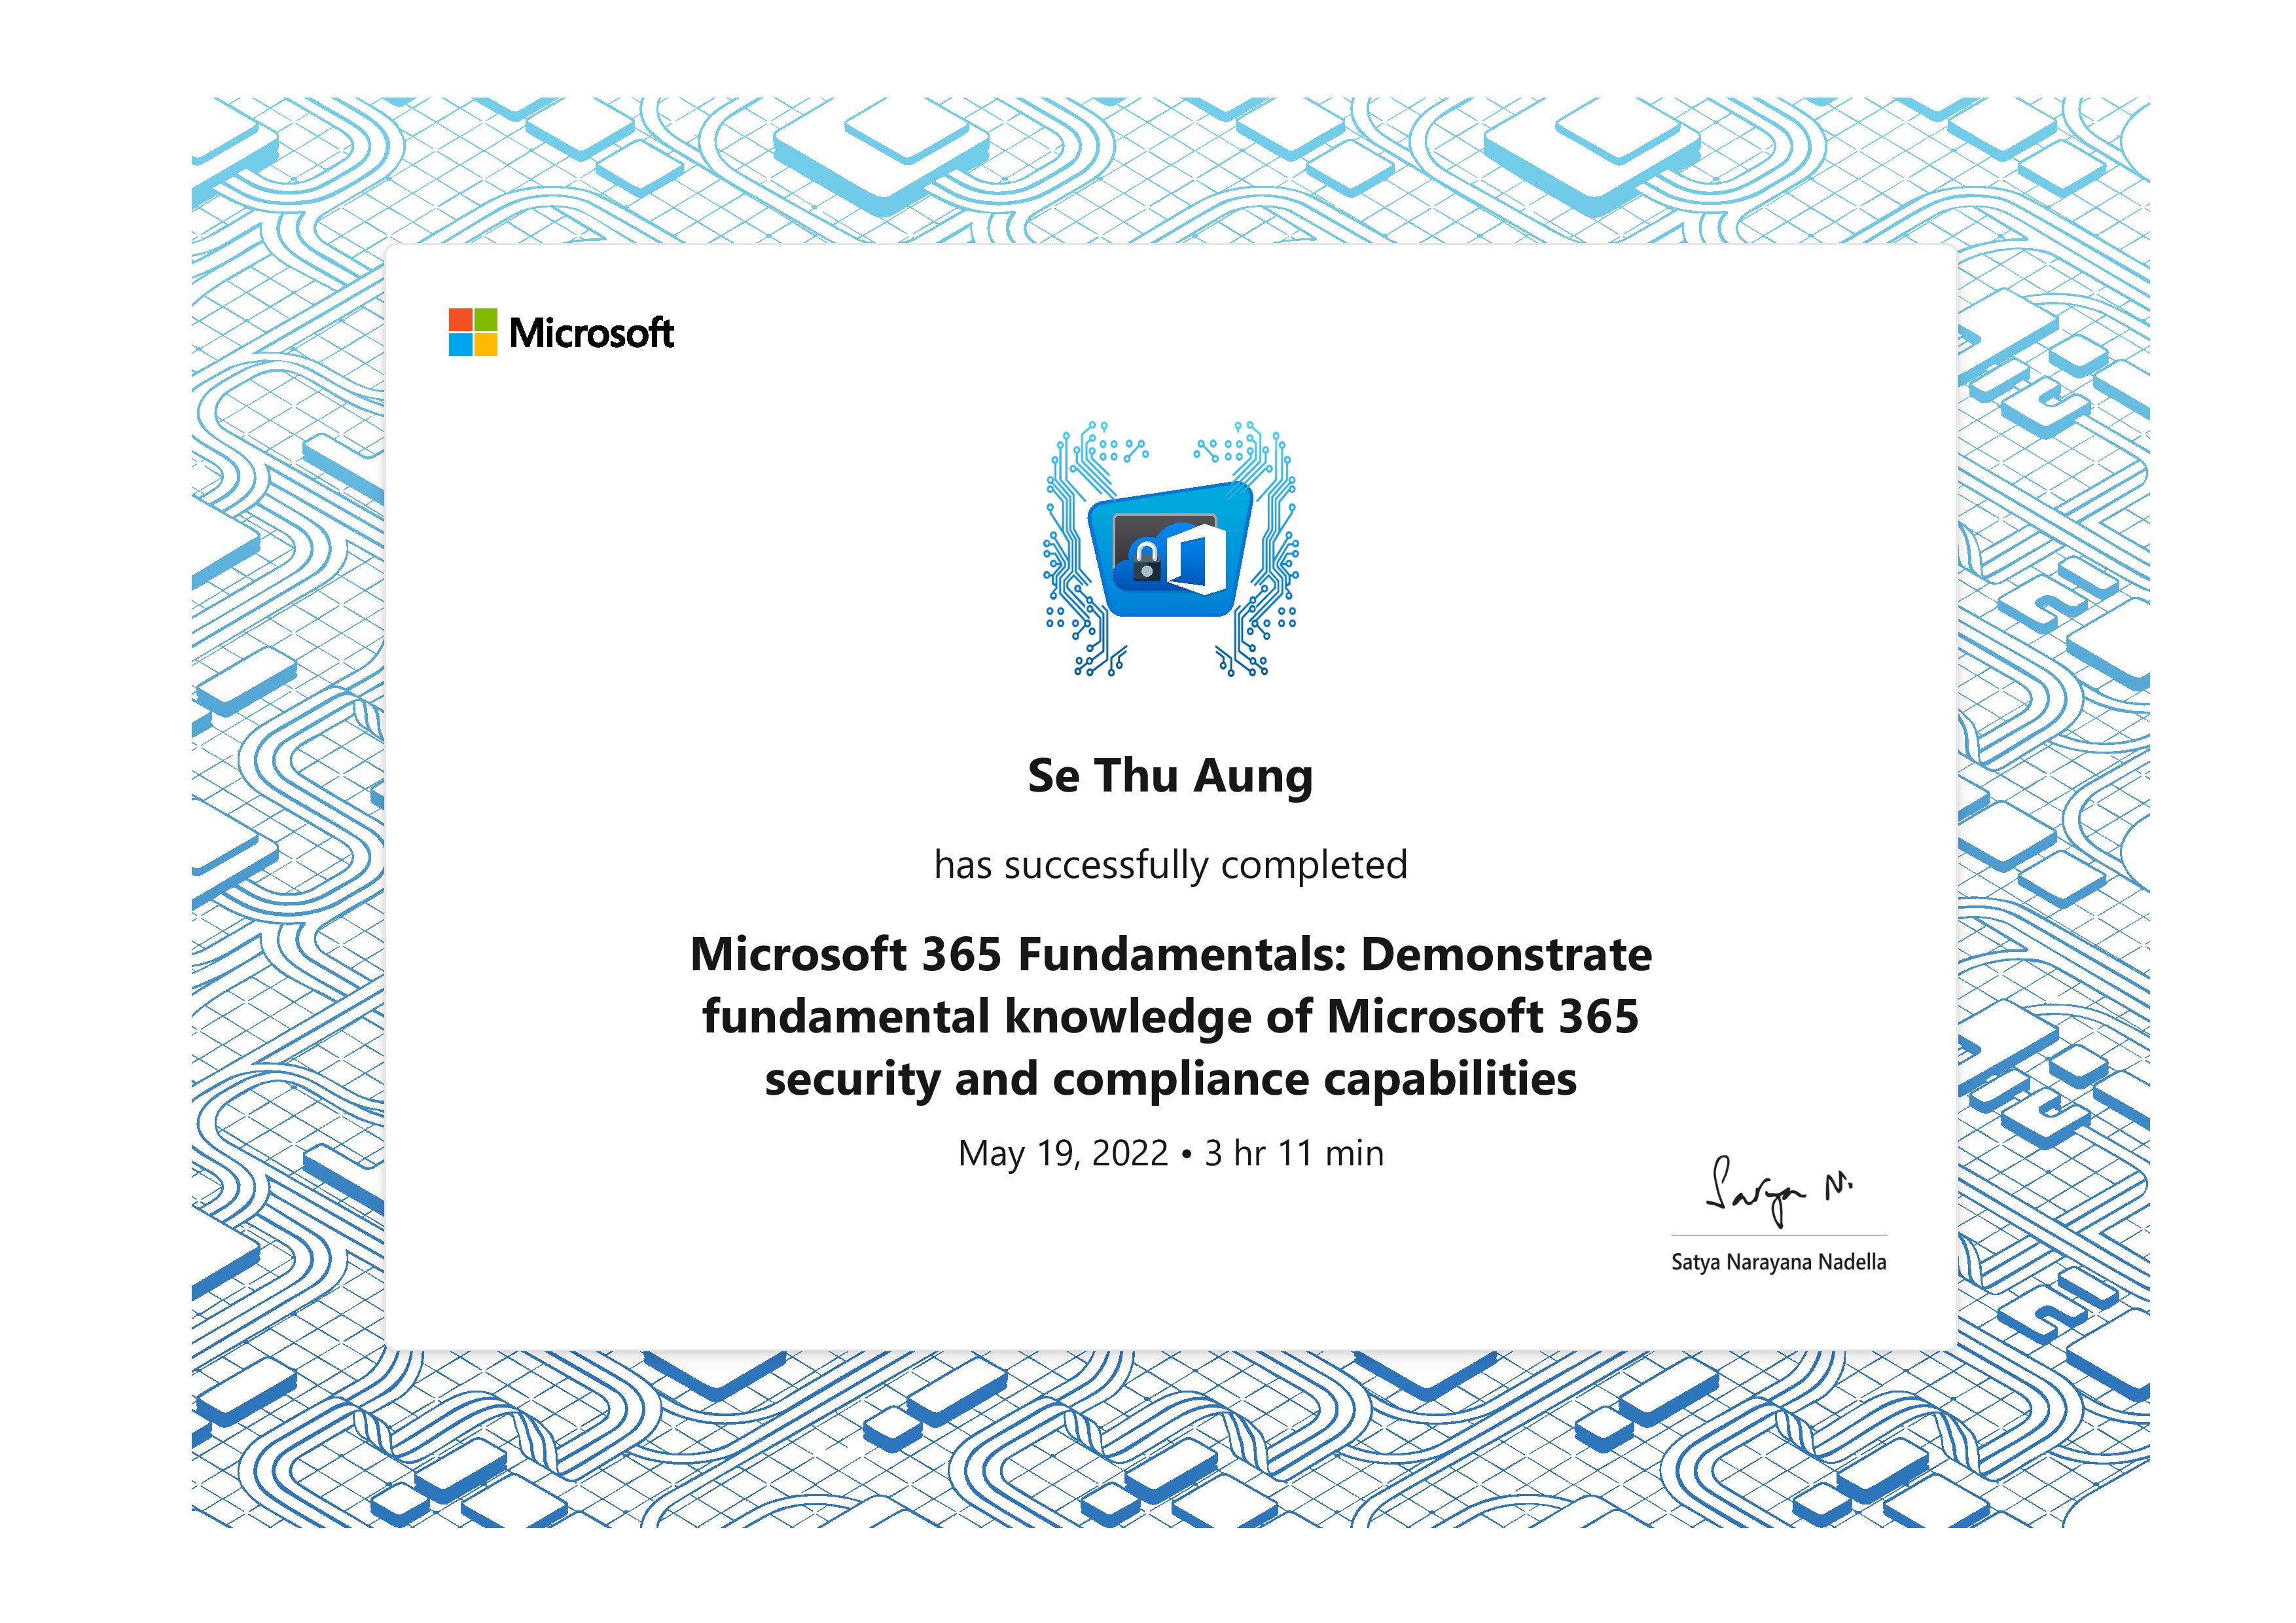 Microsoft
Se Thu Aung
has successfully completed
Microsoft 365 Fundamentals: Demonstrate
fundamental knowledge of Microsoft 365
security and compliance capabilities
May 19, 2022 • 3 hr 11 min
Satya N.
Satya Narayana Nadella